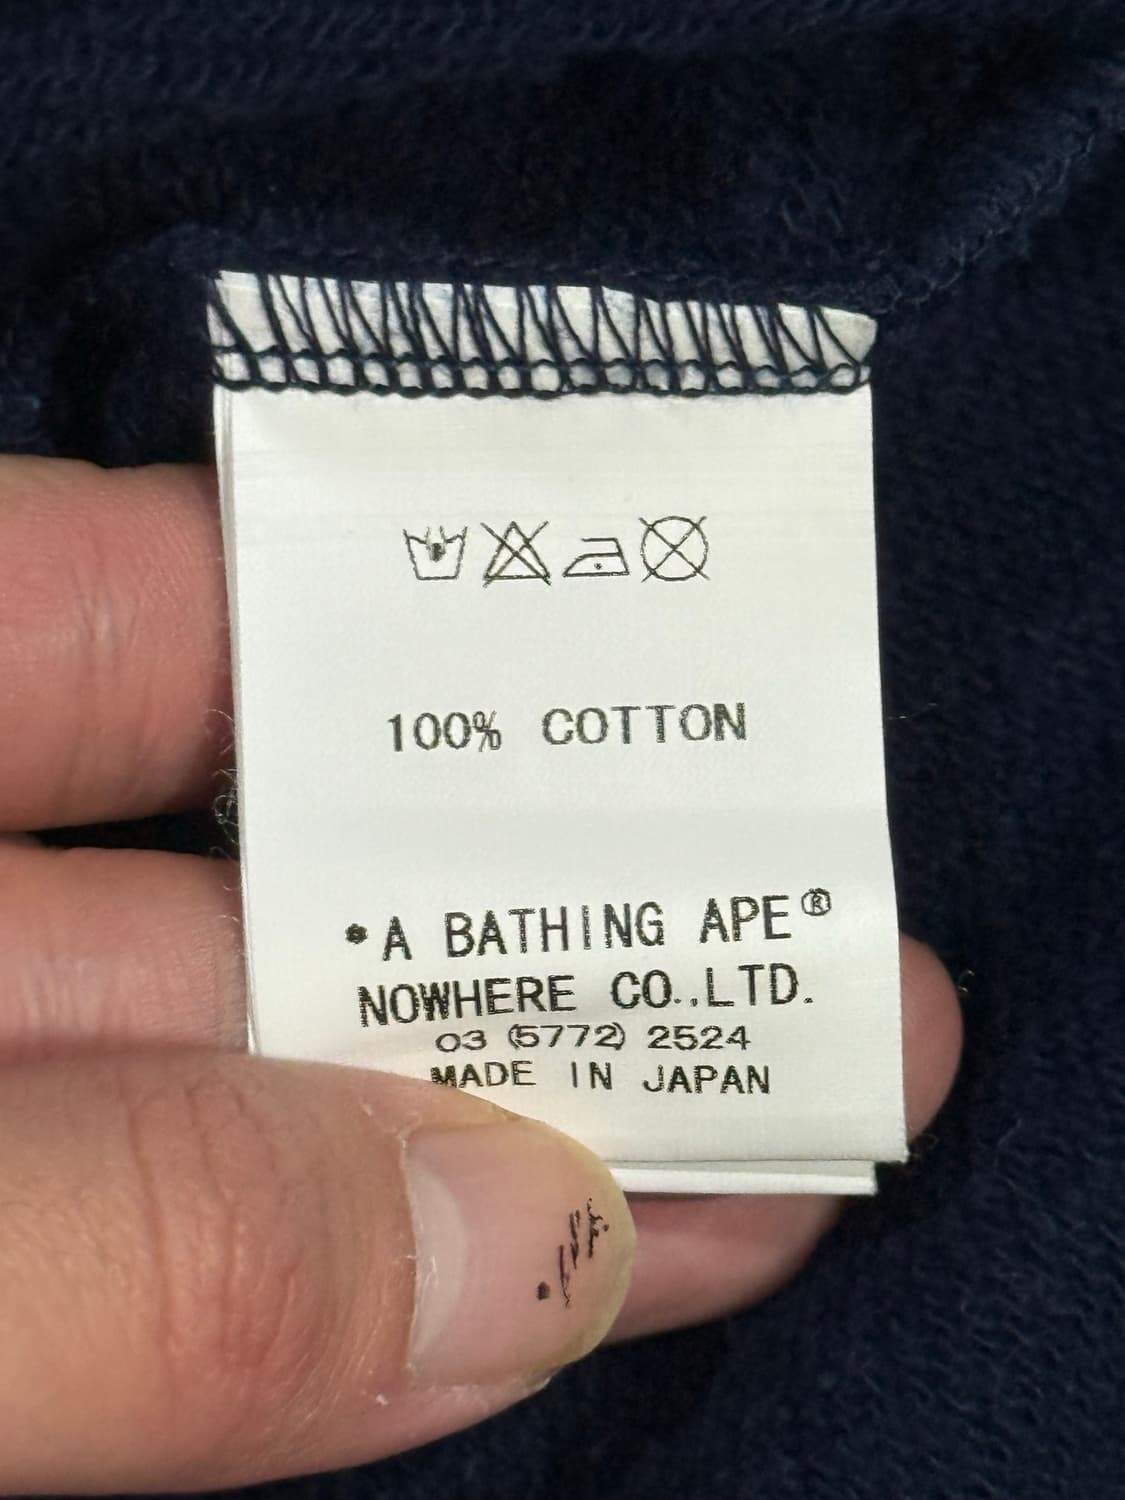 100% COTTON
*A BATHING APE®
NOWHERE CO.,LTD.
03 (5772) 2524
MADE IN JAPAN